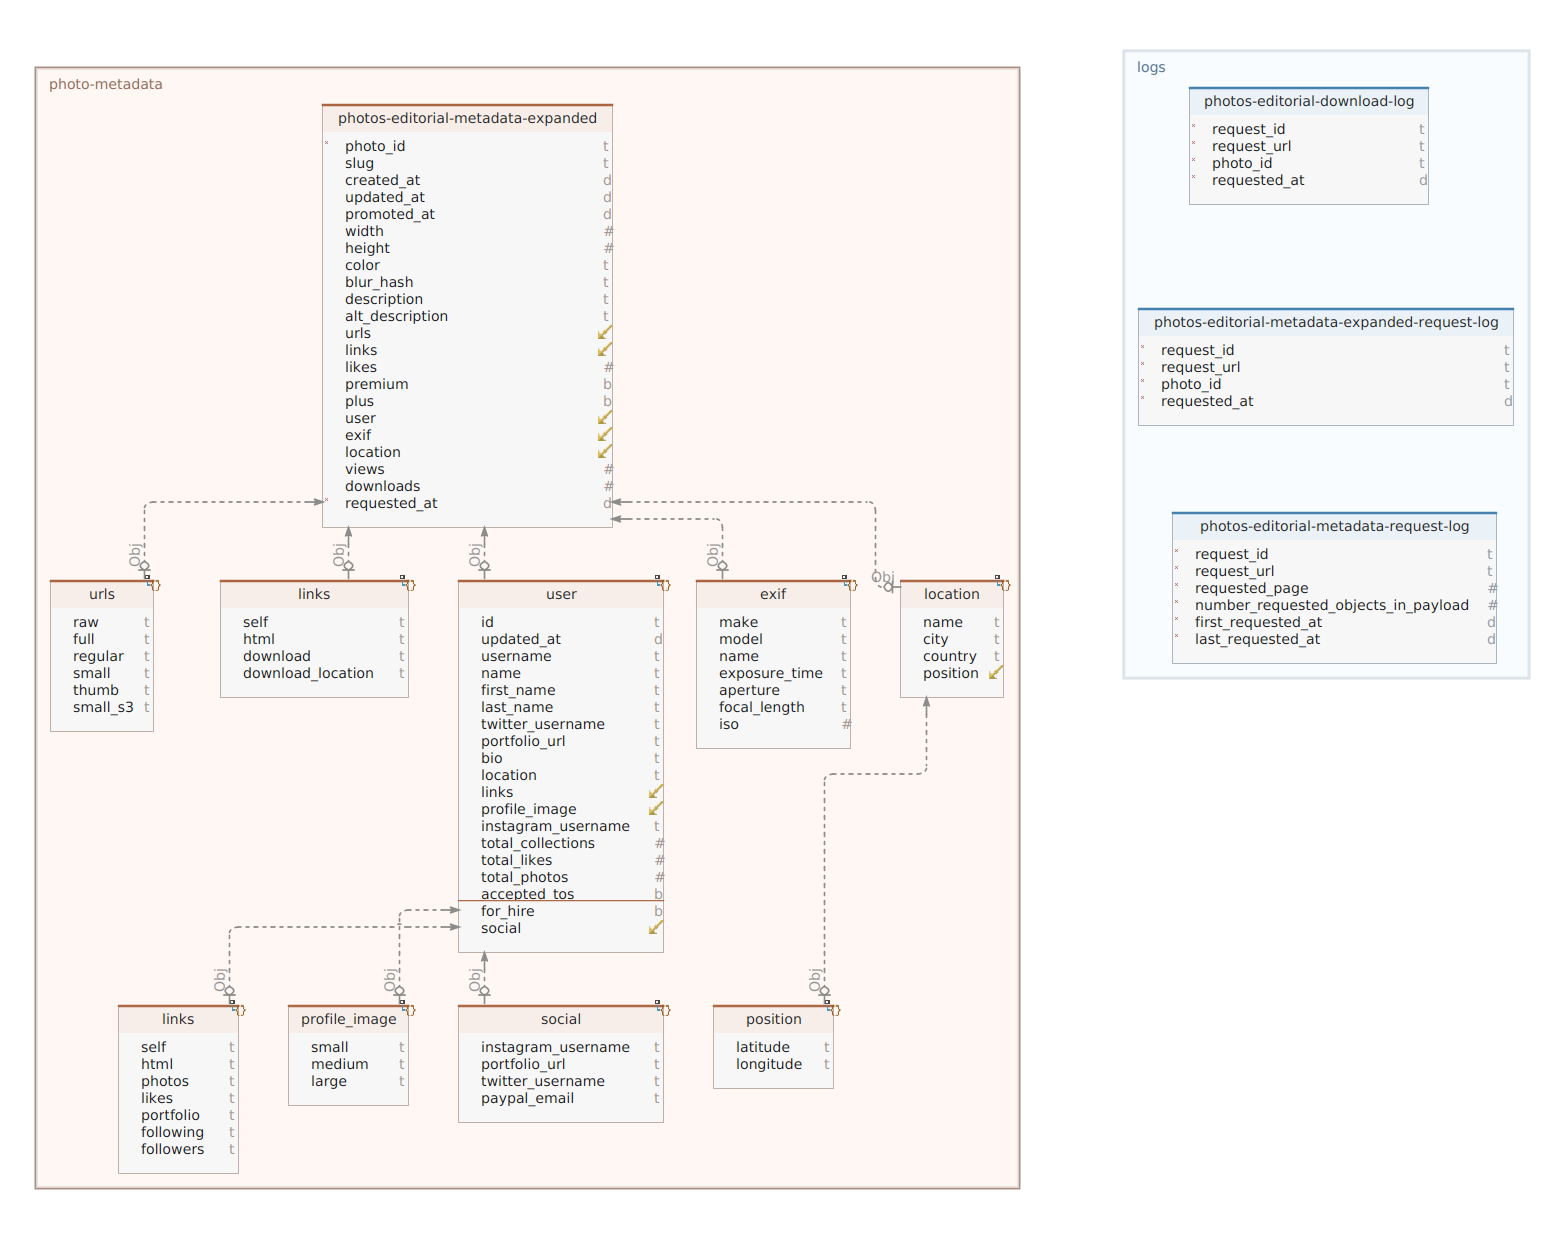 photo-metadata
photos-editorial-metadata-expanded
photo_id t
slug t
created_at d
updated_at d
promoted_at d
width #
height #
color t
blur_hash t
description t
alt_description t
urls
links
likes #
premium b
plus b
user
exif
location
views #
downloads #
requested_at d
Obj
Obj
Obj
Obj
Obj
urls
raw t
full t
regular t
small t
thumb t
small_s3 t
links
self t
html t
download t
download_location t
user
id t
updated_at d
username t
name t
first_name t
last_name t
twitter_username t
portfolio_url t
bio t
location t
links
profile_image
instagram_username t
total_collections #
total_likes #
total_photos #
accepted_tos b
for_hire b
social
exif
make t
model t
name t
exposure_time t
aperture t
focal_length t
iso #
location
name t
city t
country t
position
Obj
Obj
Obj
Obj
links
self t
html t
photos t
likes t
portfolio t
following t
followers t
profile_image
small t
medium t
large t
social
instagram_username t
portfolio_url t
twitter_username t
paypal_email t
position
latitude t
longitude t
logs
photos-editorial-download-log
request_id t
request_url t
photo_id t
requested_at d
photos-editorial-metadata-expanded-request-log
request_id t
request_url t
photo_id t
requested_at d
photos-editorial-metadata-request-log
request_id t
request_url t
requested_page #
number_requested_objects_in_payload #
first_requested_at d
last_requested_at d